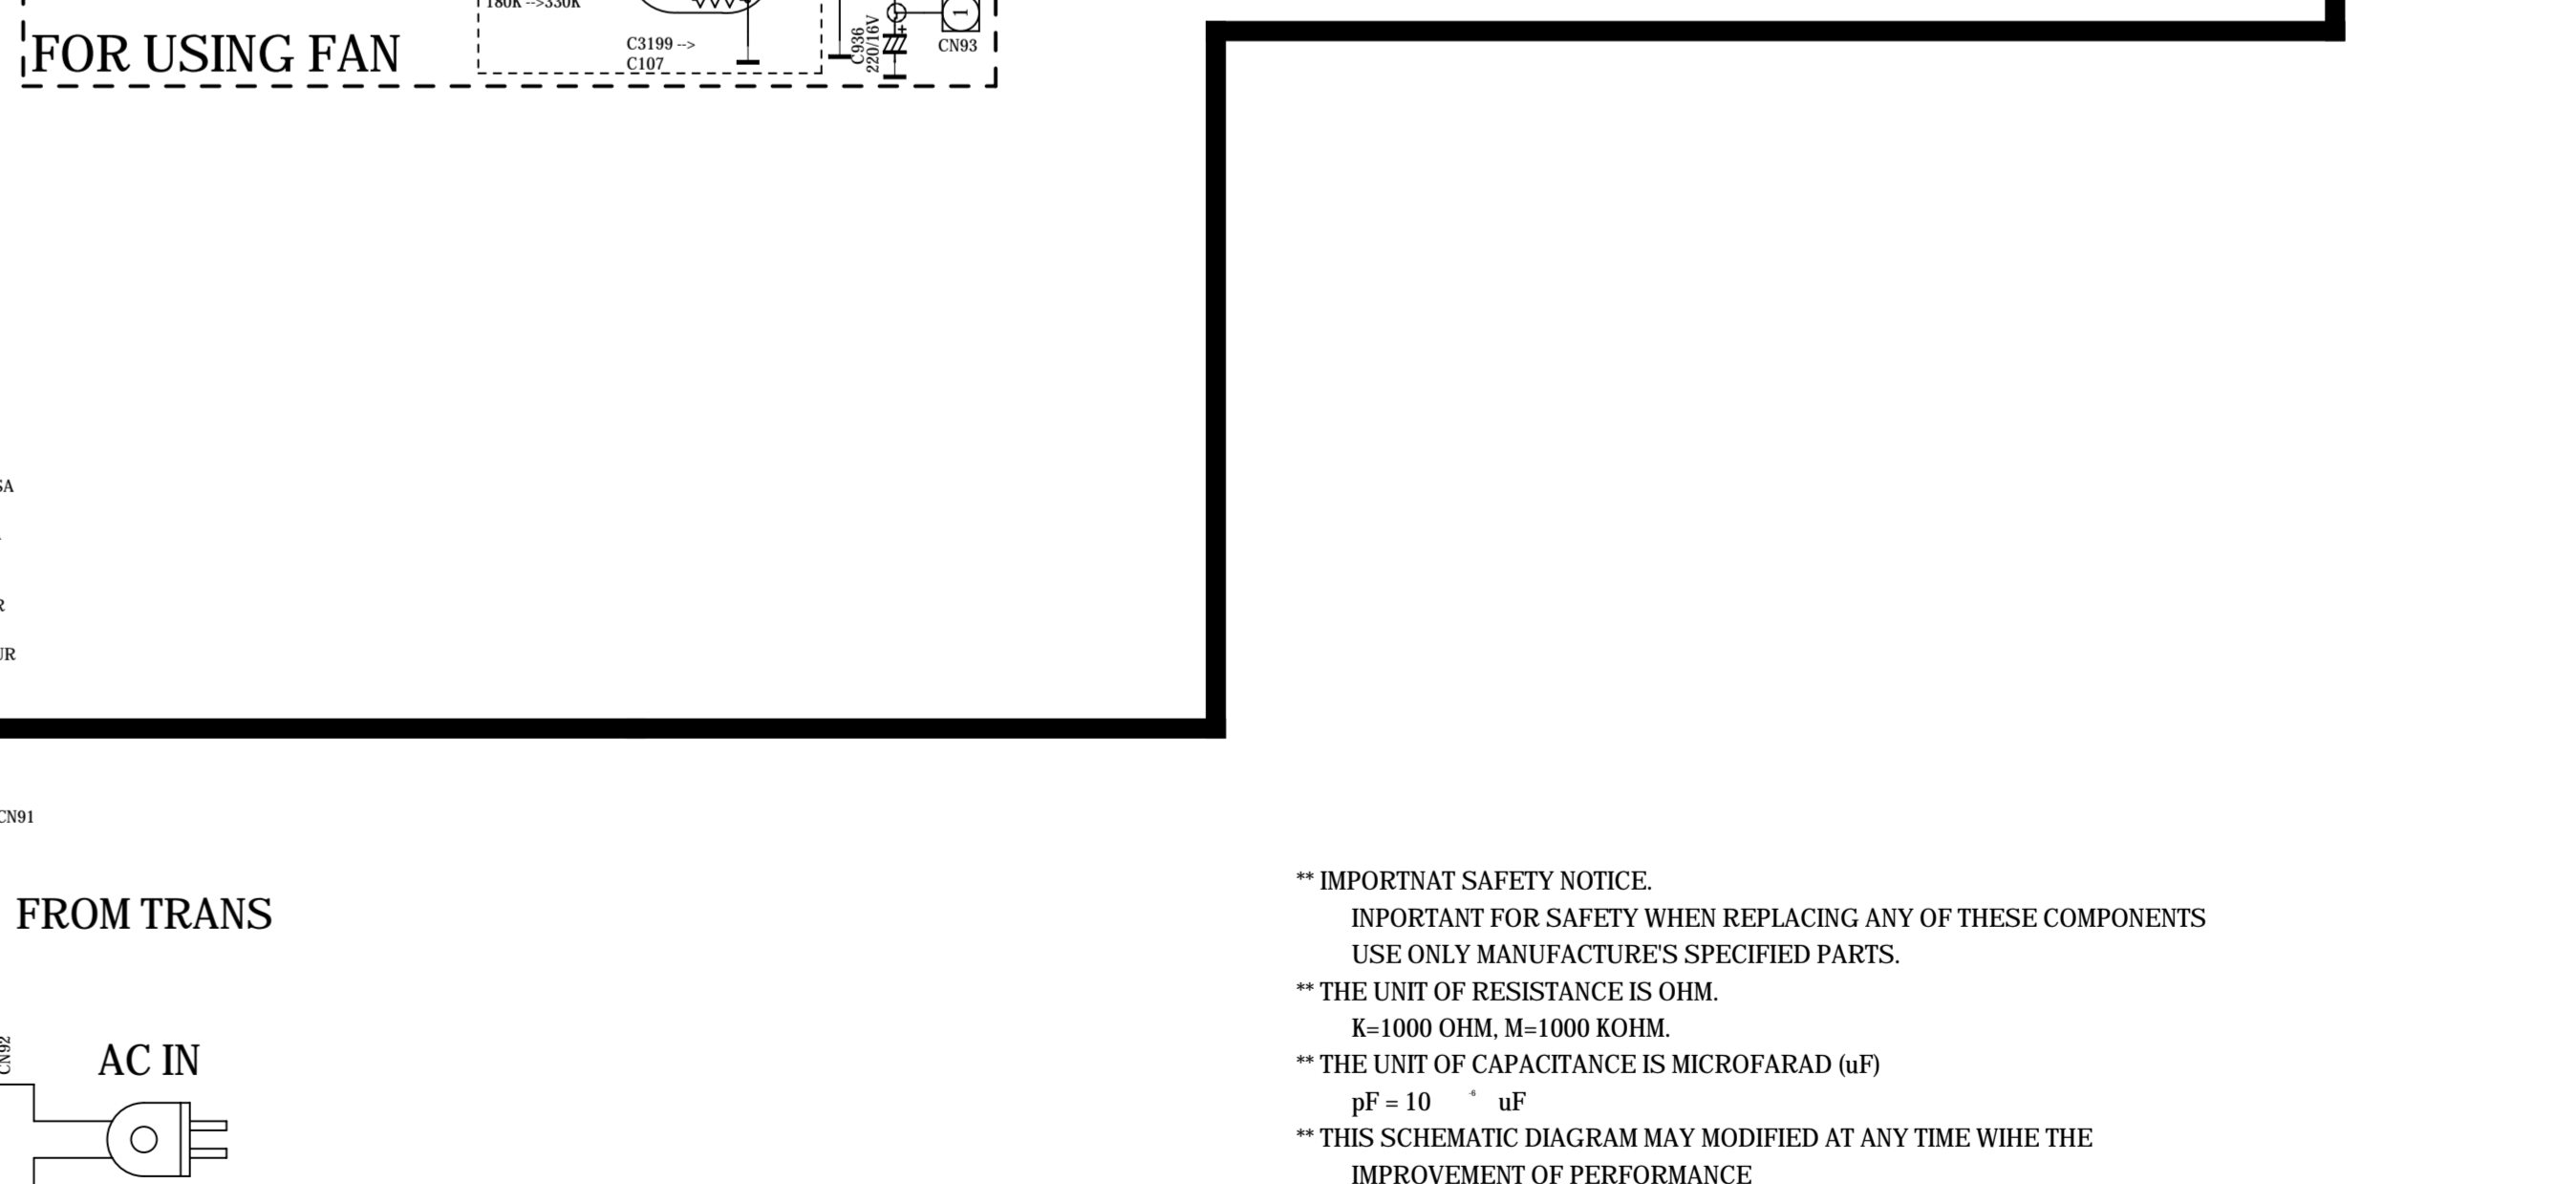 180K -->330K
FOR USING FAN
C3199 -->
C107
C936
220/16V
+
1
CN93
UR
CN91
FROM TRANS
CN92
AC IN
** IMPORTNAT SAFETY NOTICE.
INPORTANT FOR SAFETY WHEN REPLACING ANY OF THESE COMPONENTS
USE ONLY MANUFACTURE'S SPECIFIED PARTS.
** THE UNIT OF RESISTANCE IS OHM.
K=1000 OHM, M=1000 KOHM.
** THE UNIT OF CAPACITANCE IS MICROFARAD (uF)
pF = 10 -6 uF
** THIS SCHEMATIC DIAGRAM MAY MODIFIED AT ANY TIME WIHE THE
IMPROVEMENT OF PERFORMANCE